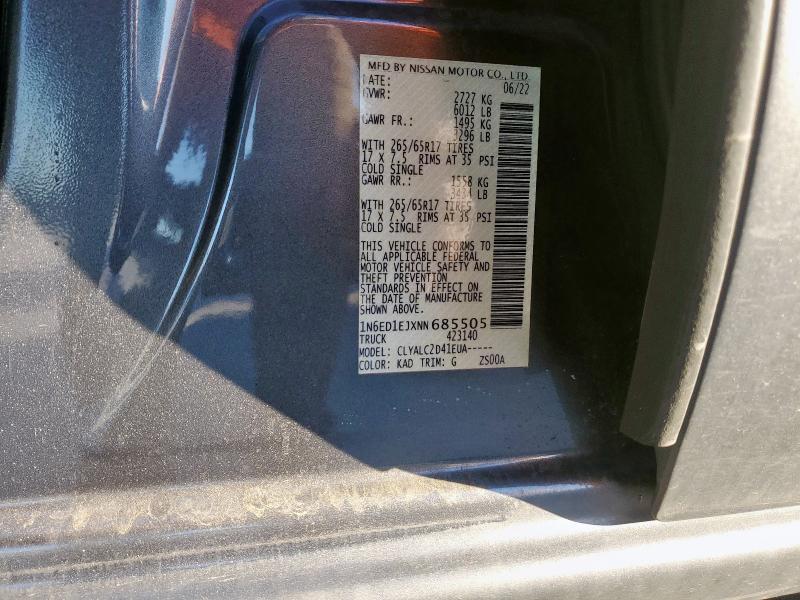 MFD BY NISSAN MOTOR CO., LTD.
DATE: 06/22
GVWR: 2727 KG
6012 LB
GAWR FR.: 1495 KG
3296 LB
WITH 265/65R17 TIRES
17 X 7.5 RIMS AT 35 PSI
COLD SINGLE
GAWR RR.: 1558 KG
3434 LB
WITH 265/65R17 TIRES
17 X 7.5 RIMS AT 35 PSI
COLD SINGLE
THIS VEHICLE CONFORMS TO
ALL APPLICABLE FEDERAL
MOTOR VEHICLE SAFETY AND
THEFT PREVENTION
STANDARDS IN EFFECT ON
THE DATE OF MANUFACTURE
SHOWN ABOVE.
1N6ED1EJXNN685505
TRUCK 423140
MODEL: CLYALC2D41EUA-----
COLOR: KAD TRIM: G ZS00A